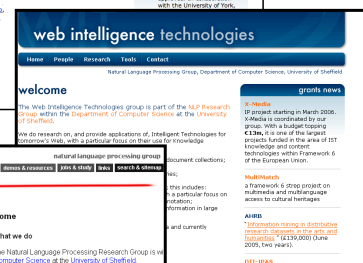 with the University of York,
web intelligence technologies
Home People Research Tools Contact
Natural Language Processing Group, Department of Computer Science, University of Sheffield
welcome
The Web Intelligence Technologies group is part of the NLP Research
Group within the Department of Computer Science at the University
of Sheffield.
We do research on, and provide applications of, Intelligent Technologies for
tomorrow's Web, with a particular focus on their use for Knowledge
document collections;
ies;
; this includes:
h a particular focus on
notation;
nformation in large
and currently
grants news
X-Media
IP project starting in March 2006.
X-Media is coordinated by our
group. With a budget topping
€13m, it is one of the largest
projects funded in the area of IST
knowledge and content
technologies within Framework 6
of the European Union.
MultiMatch
a framework 6 strep project on
multimedia and multilanguage
access to cultural heritages
AHRB
"Information mining in distributive
research datasets in the arts and
humanities " (£139,000) (June
2005, two years).
natural language processing group
demos & resources jobs & study links search & sitemap
ome
hat we do
e Natural Language Processing Research Group is wi
omputer Science at the University of Sheffield.